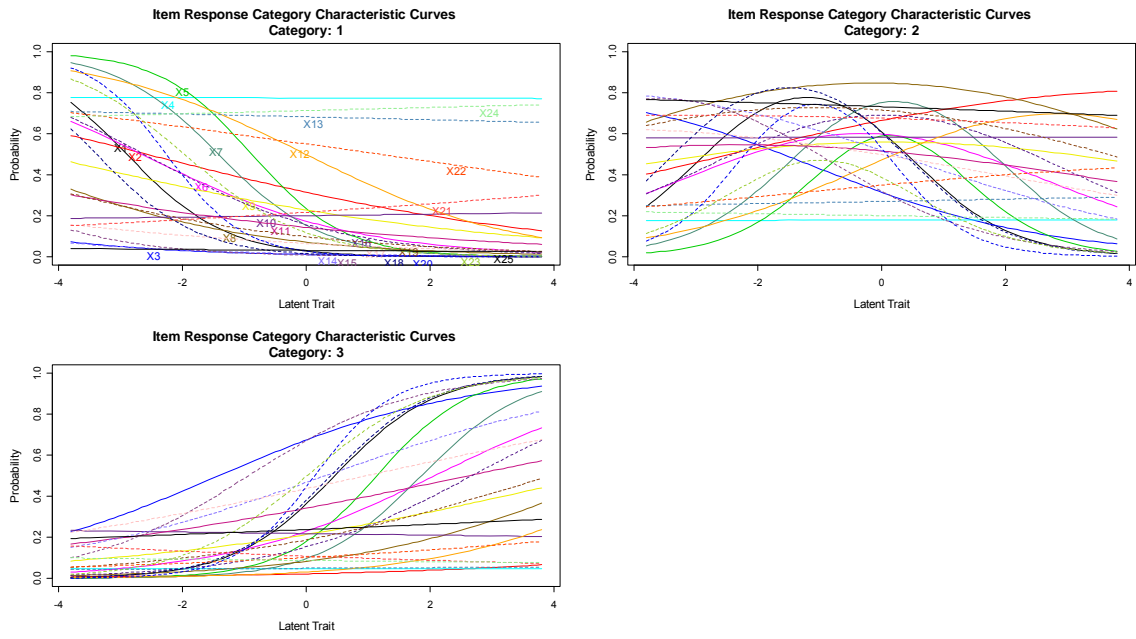 Item Response Category Characteristic Curves
Category: 1
Probability
0.0 0.2 0.4 0.6 0.8 1.0
X5
X4
X24
X13
X1
X2
X7
X12
X22
X6
X21
X10
X11
X8
X16
X3
X14
X15
X18
X20
X23
X25
-4 -2 0 2 4
Latent Trait
Item Response Category Characteristic Curves
Category: 2
Probability
0.0 0.2 0.4 0.6 0.8 1.0
-4 -2 0 2 4
Latent Trait
Item Response Category Characteristic Curves
Category: 3
Probability
0.0 0.2 0.4 0.6 0.8 1.0
-4 -2 0 2 4
Latent Trait